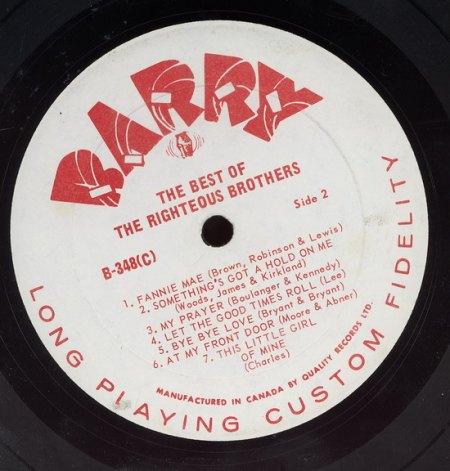 BARRY
THE BEST OF
THE RIGHTEOUS BROTHERS
Side 2
B-348(C)
1. FANNIE MAE (Brown, Robinson & Lewis)
2. SOMETHING'S GOT A HOLD ON ME
(Woods, James & Kirkland)
3. MY PRAYER (Boulanger & Kennedy)
4. LET THE GOOD TIMES ROLL (Lee)
5. BYE BYE LOVE (Bryant & Bryant)
6. AT MY FRONT DOOR (Moore & Abner)
7. THIS LITTLE GIRL
OF MINE
(Charles)
MANUFACTURED IN CANADA BY QUALITY RECORDS LTD.
LONG PLAYING CUSTOM FIDELITY